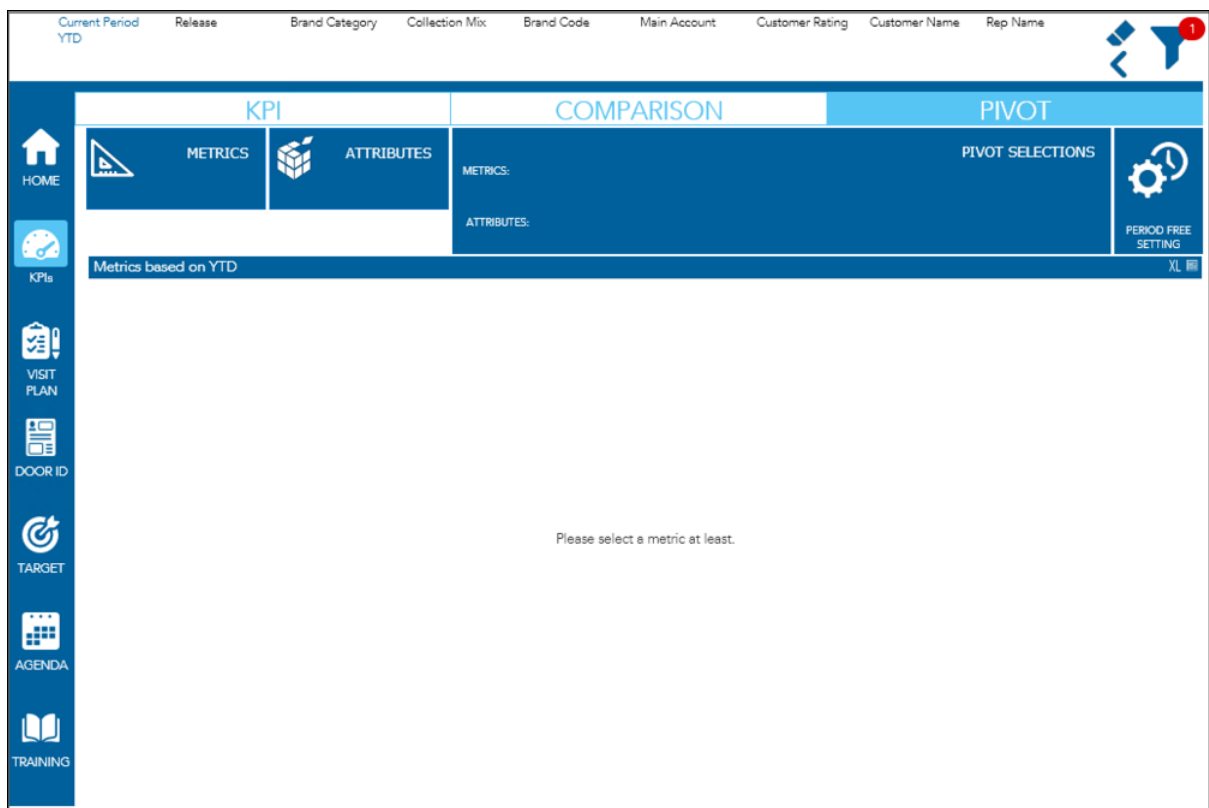 Current Period
YTD
Release
Brand Category
Collection Mix
Brand Code
Main Account
Customer Rating
Customer Name
Rep Name
1
KPI
COMPARISON
PIVOT
HOME
METRICS
ATTRIBUTES
PIVOT SELECTIONS
METRICS:
ATTRIBUTES:
PERIOD FREE
SETTING
KPIs
Metrics based on YTD
XL
VISIT
PLAN
DOOR ID
Please select a metric at least.
TARGET
AGENDA
TRAINING